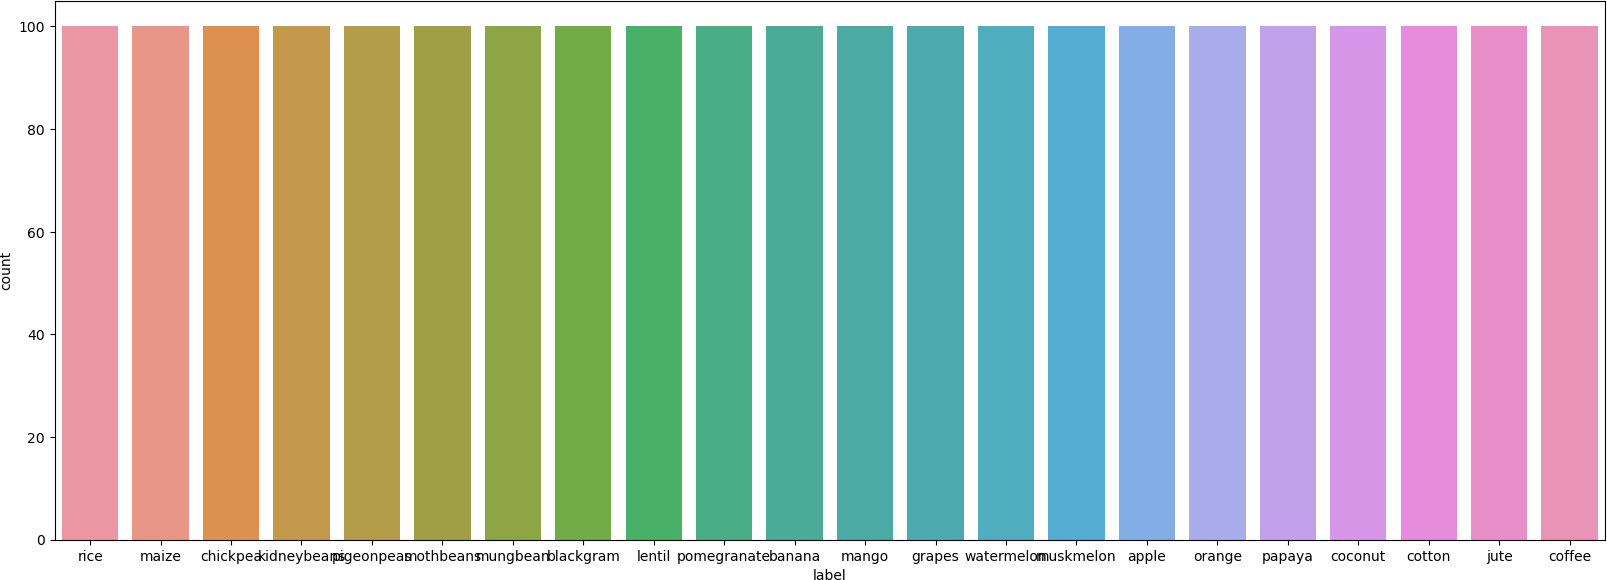 count
100
80
60
40
20
0
rice maize chickpea kidneybeans pigeonpeas mothbeans mungbean blackgram lentil pomegranate banana mango grapes watermelon muskmelon apple orange papaya coconut cotton jute coffee
label